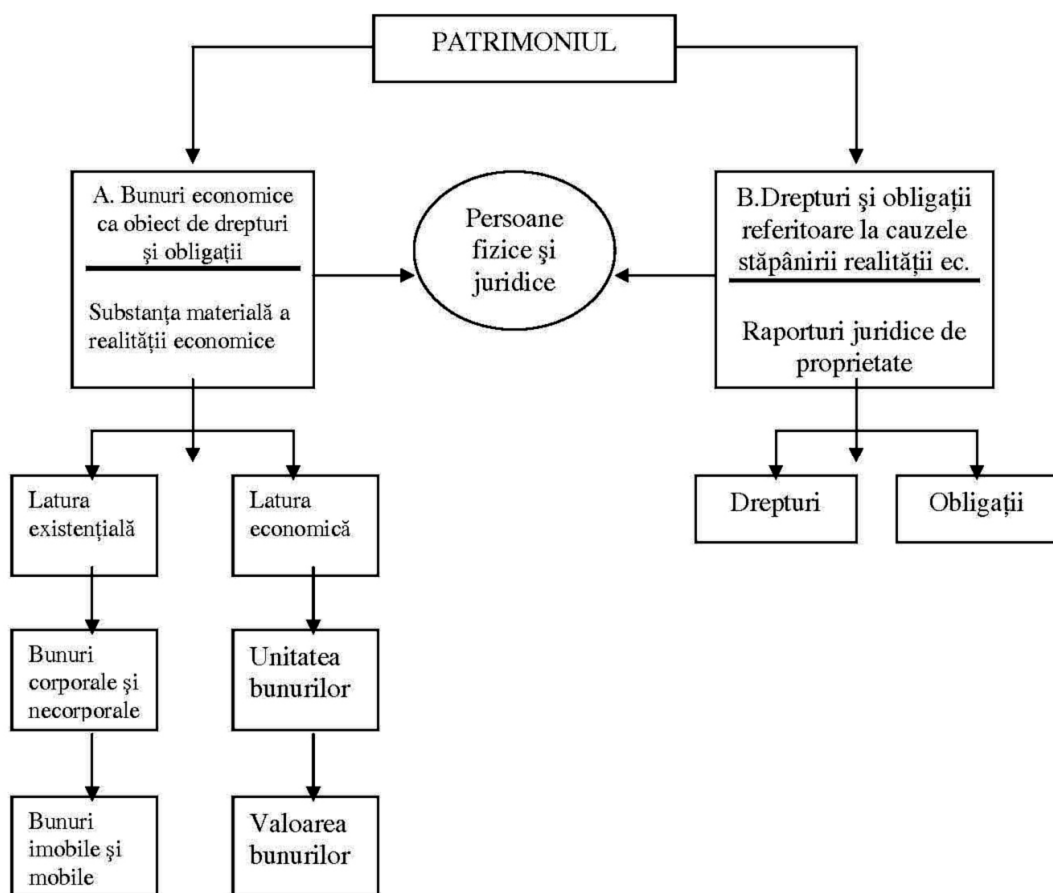 PATRIMONIUL
A. Bunuri economice
ca obiect de drepturi
şi obligaţii
Substanţa materială a
realităţii economice
Persoane
fizice şi
juridice
B.Drepturi şi obligaţii
referitoare la cauzele
stăpânirii realităţii ec.
Raporturi juridice de
proprietate
Latura
existenţială
Latura
economică
Drepturi
Obligaţii
Bunuri
corporale şi
necorporale
Unitatea
bunurilor
Bunuri
imobile şi
mobile
Valoarea
bunurilor